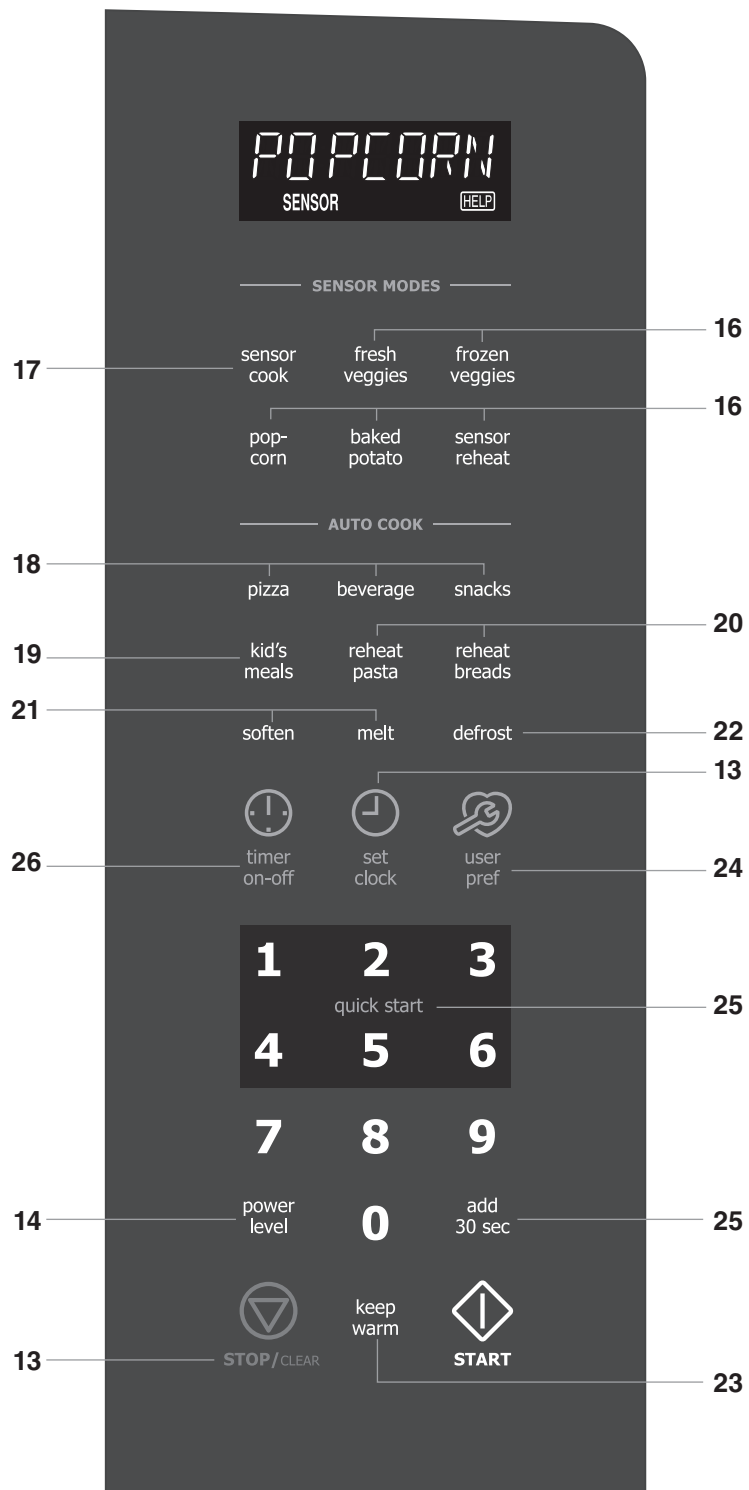 POPCORN
SENSOR HELP
SENSOR MODES
16
17
sensor cook
fresh veggies
frozen veggies
16
pop-corn
baked potato
sensor reheat
AUTO COOK
18
pizza beverage snacks
20
19
kid's meals
reheat pasta
reheat breads
21
soften melt defrost
22
13
26
timer on-off
set clock
user pref
24
1 2 3
quick start
25
4 5 6
7 8 9
14
power level
0
add 30 sec
25
keep warm
13
STOP/CLEAR
START
23